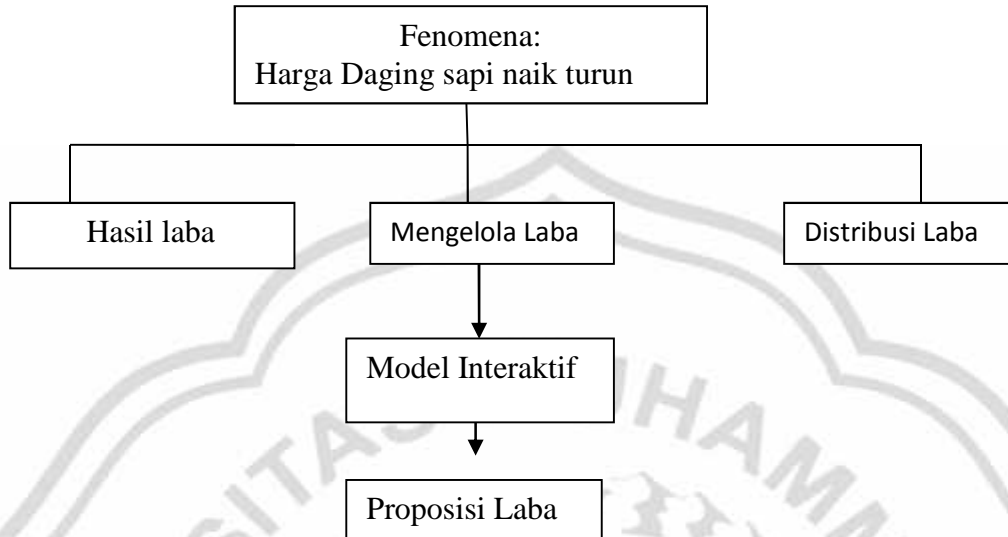 Fenomena:
Harga Daging sapi naik turun
Hasil laba
Mengelola Laba
Distribusi Laba
Model Interaktif
Proposisi Laba